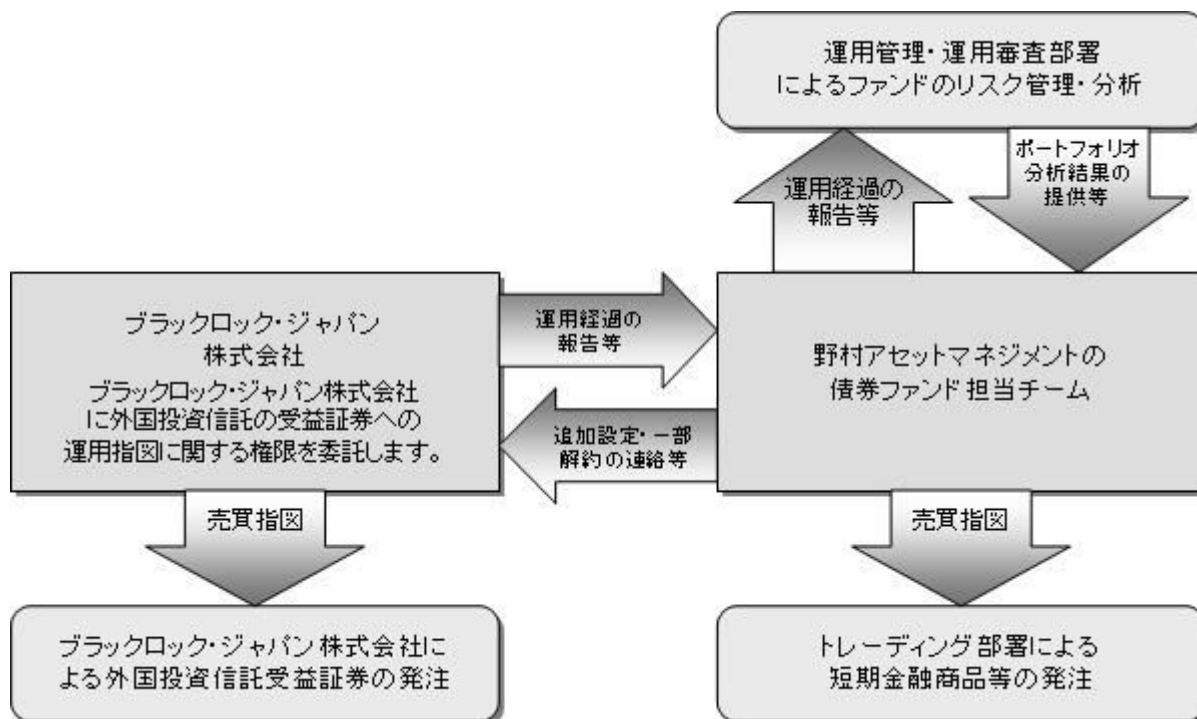 運用管理・運用審査部署
によるファンドのリスク管理・分析
運用経過の
報告等
ポートフォリオ
分析結果の
提供等
ブラックロック・ジャパン
株式会社
ブラックロック・ジャパン株式会社
に外国投資信託の受益証券への
運用指図に関する権限を委託します。
運用経過の
報告等
追加設定・一部
解約の連絡等
野村アセットマネジメントの
債券ファンド担当チーム
売買指図
売買指図
ブラックロック・ジャパン株式会社に
よる外国投資信託受益証券の発注
トレーディング部署による
短期金融商品等の発注